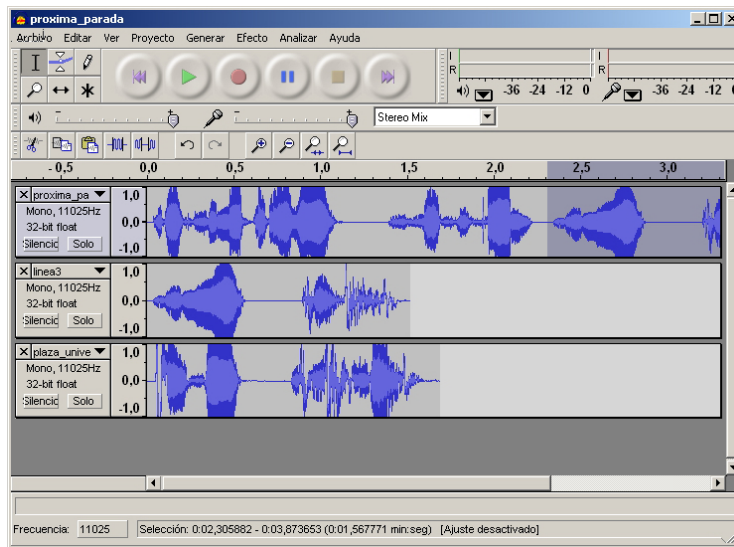 proxima_parada
Archivo Editar Ver Proyecto Generar Efecto Analizar Ayuda
L
R
-36 -24 -12 0
L
R
-36 -24 -12
Stereo Mix
-0,5 0,0 0,5 1,0 1,5 2,0 2,5 3,0
proxima_pa
Mono, 11025Hz
32-bit float
Silencic Solo
1,0
0,0
-1,0
linea3
Mono, 11025Hz
32-bit float
Silencic Solo
1,0
0,0
-1,0
plaza_unive
Mono, 11025Hz
32-bit float
Silencic Solo
1,0
0,0
-1,0
Frecuencia: 11025 Selección: 0:02,305882 - 0:03,873653 (0:01,567771 min:seg) [Ajuste desactivado]